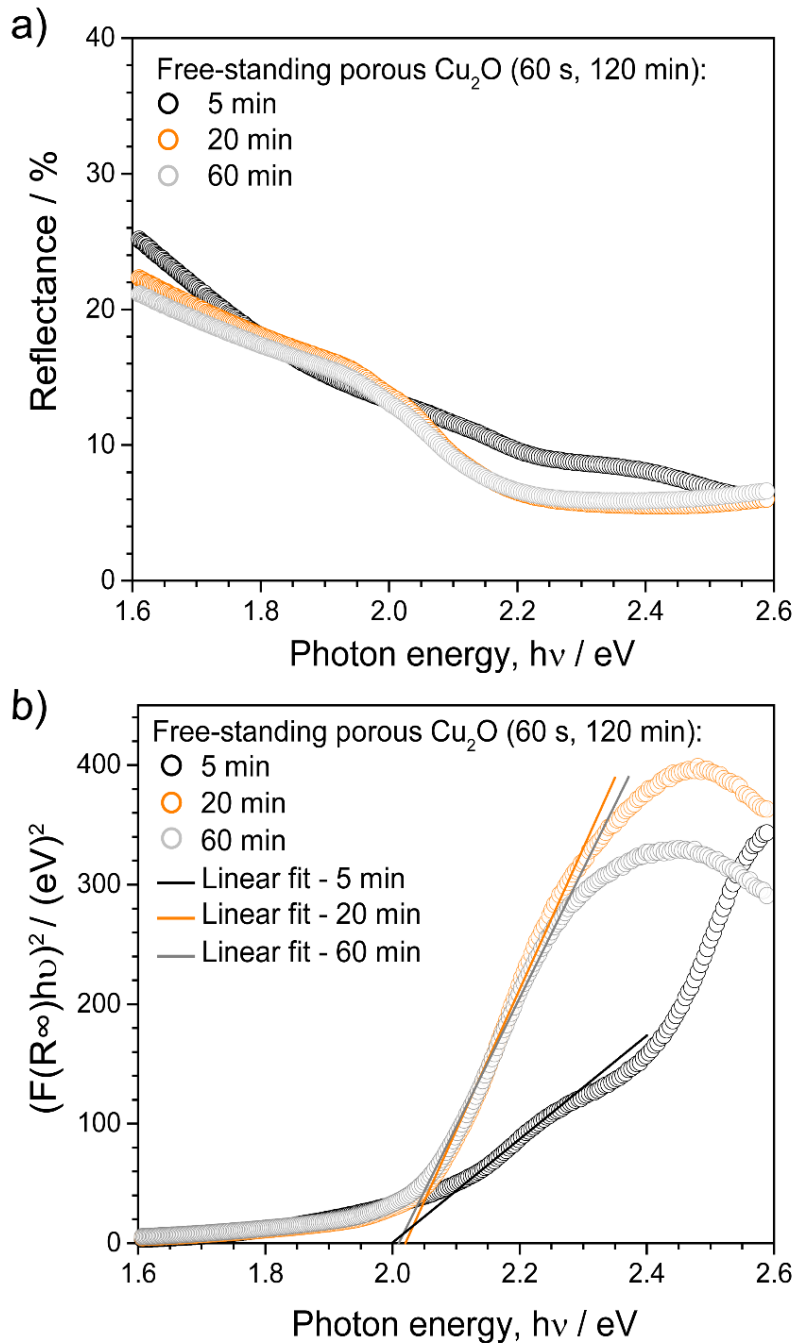 a)
40
30
20
10
0
Reflectance / %
Free-standing porous Cu₂O (60 s, 120 min):
5 min
20 min
60 min
1.6 1.8 2.0 2.2 2.4 2.6
Photon energy, hν / eV
b)
400
300
200
100
0
(F(R∞)hυ)² / (eV)²
Free-standing porous Cu₂O (60 s, 120 min):
5 min
20 min
60 min
Linear fit - 5 min
Linear fit - 20 min
Linear fit - 60 min
1.6 1.8 2.0 2.2 2.4 2.6
Photon energy, hν / eV